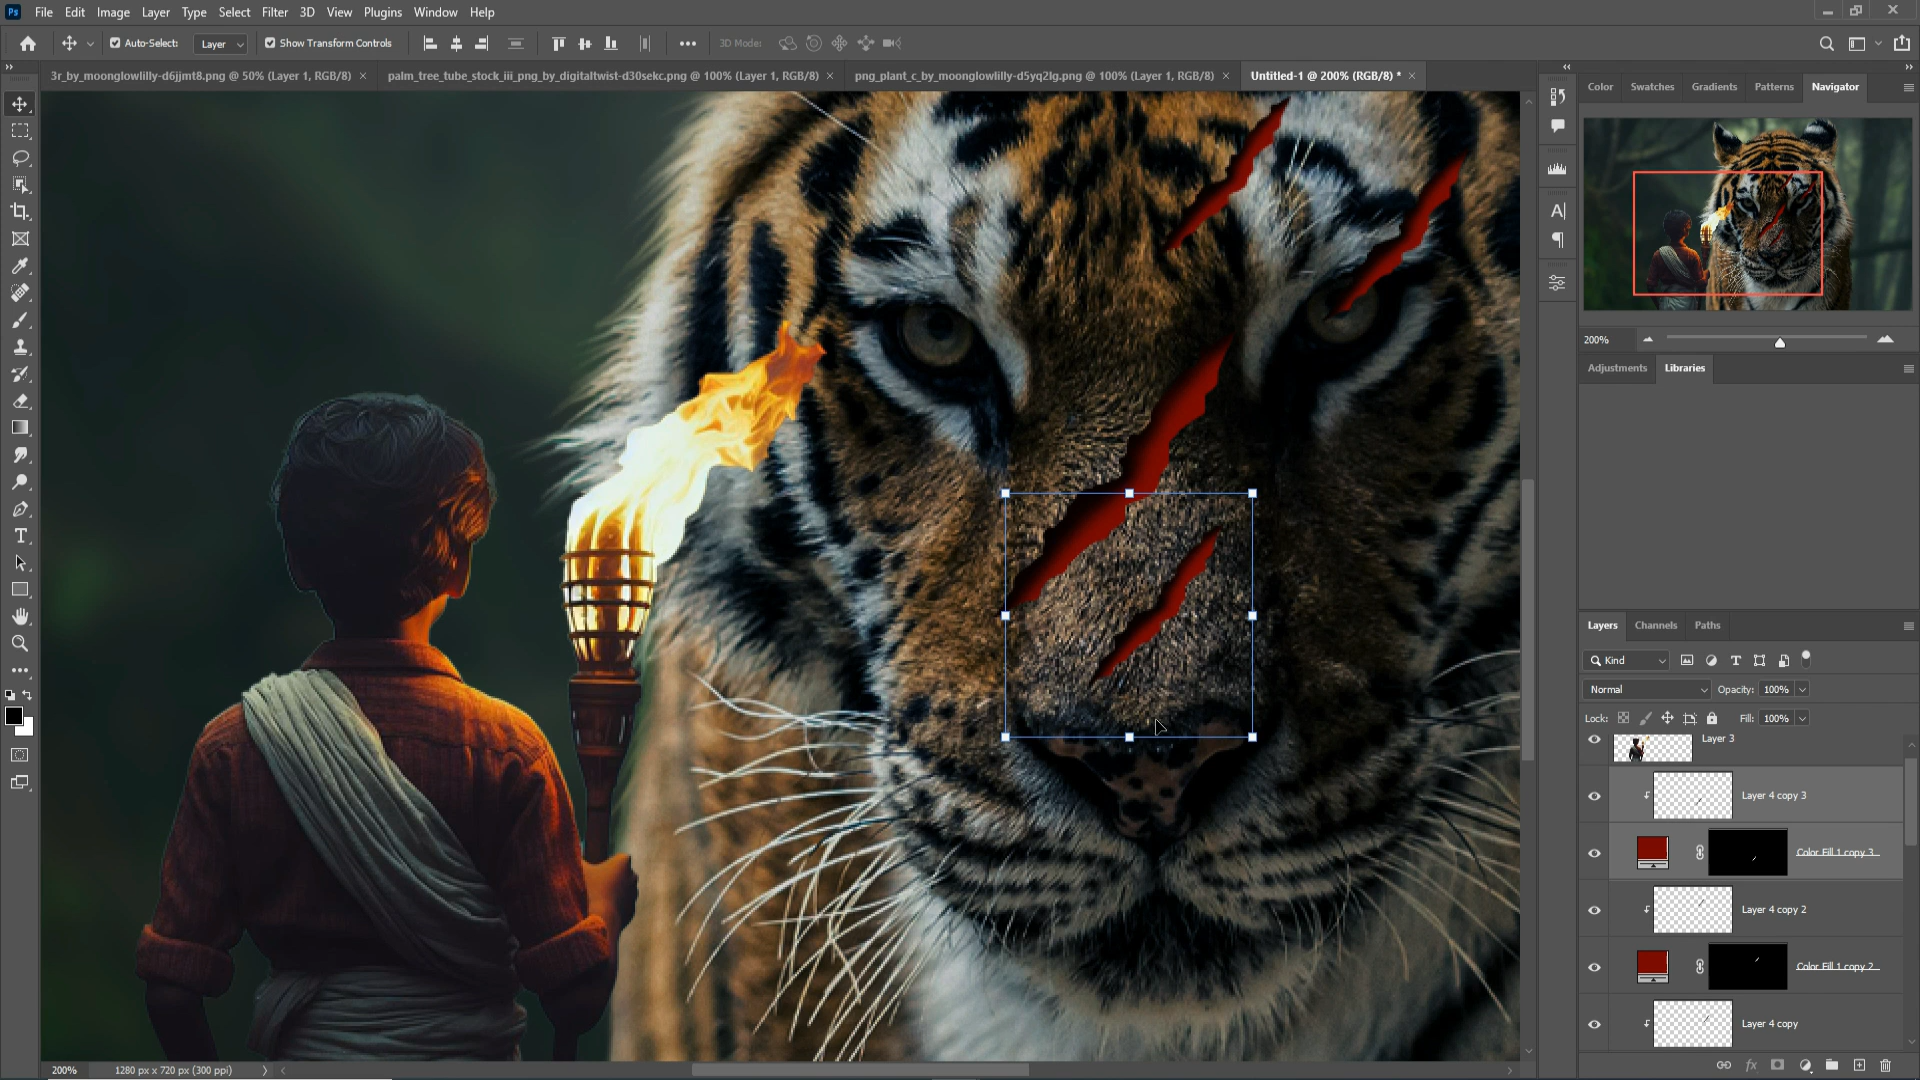 Ps File Edit Image Layer Type Select Filter 3D View Plugins Window Help
Auto-Select: Layer Show Transform Controls 3D Mode:
3r_by_moonglowlilly-d6jjmt8.png @ 50% (Layer 1, RGB/8) × palm_tree_tube_stock_iii_png_by_digitaltwist-d30sekc.png @ 100% (Layer 1, RGB/8) × png_plant_c_by_moonglowlilly-d5yq2lg.png @ 100% (Layer 1, RGB/8) × Untitled-1 @ 200% (RGB/8) * ×
Color Swatches Gradients Patterns Navigator
200%
Adjustments Libraries
Layers Channels Paths
Kind
Normal Opacity: 100%
Lock: Fill: 100%
Layer 3
Layer 4 copy 3
Color Fill 1 copy 3
Layer 4 copy 2
Color Fill 1 copy 2
Layer 4 copy
200% 1280 px x 720 px (300 ppi)